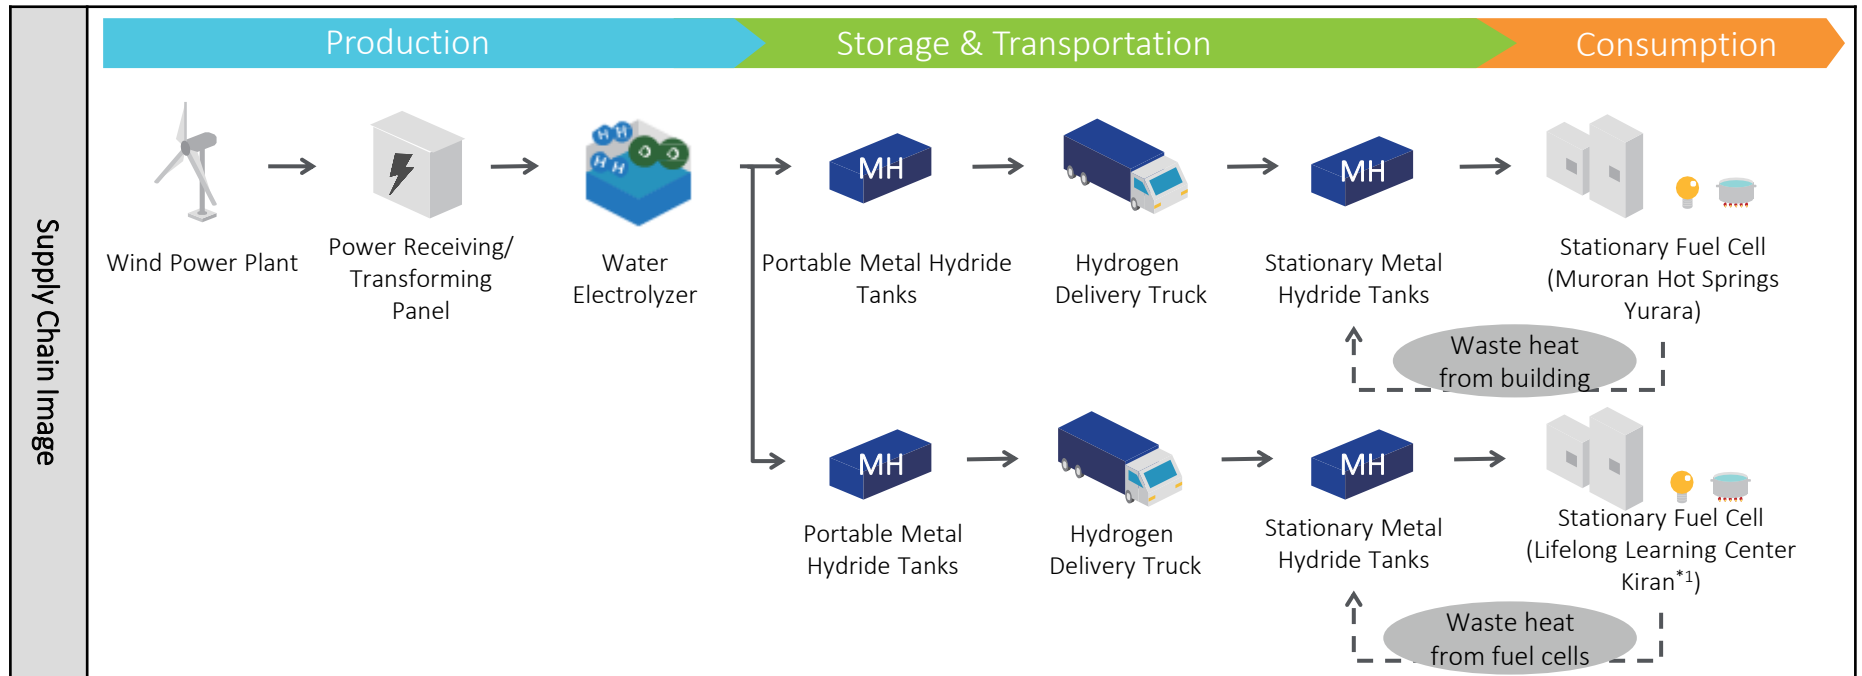 Supply Chain Image
Production
Storage & Transportation
Consumption
H H
H H
O O
MH
MH
Wind Power Plant
Power Receiving/
Transforming
Panel
Water
Electrolyzer
Portable Metal Hydride
Tanks
Hydrogen
Delivery Truck
Stationary Metal
Hydride Tanks
Stationary Fuel Cell
(Muroran Hot Springs
Yurara)
Waste heat
from building
MH
MH
Portable Metal
Hydride Tanks
Hydrogen
Delivery Truck
Stationary Metal
Hydride Tanks
Stationary Fuel Cell
(Lifelong Learning Center
Kiran*1)
Waste heat
from fuel cells